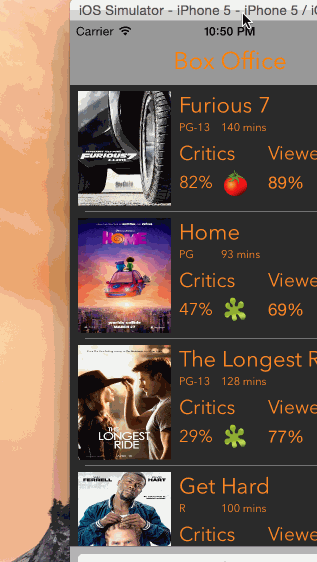 iOS Simulator - iPhone 5 - iPhone 5 / iO
Carrier 10:50 PM
Box Office
Furious 7
PG-13 140 mins
Critics Viewe
82% 89%
FURIOUS 7
Home
PG 93 mins
Critics Viewe
47% 69%
HOME
The Longest R
PG-13 128 mins
Critics Viewe
29% 77%
THE
LONGEST
RIDE
Get Hard
R 100 mins
Critics Viewe
FERRELL HART